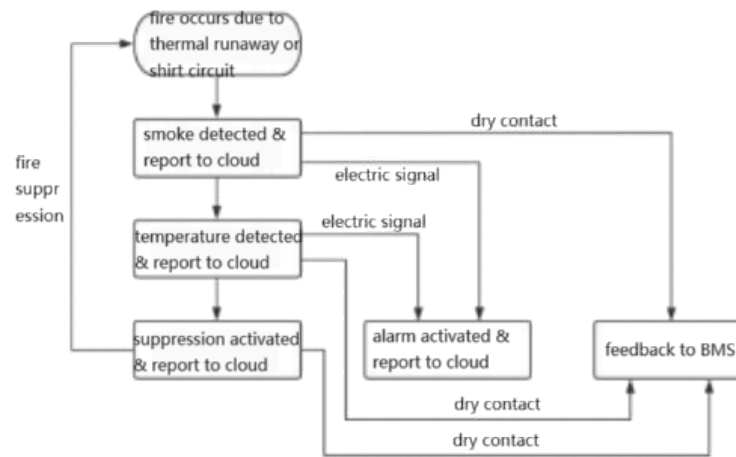 fire occurs due to
thermal runaway or
shirt circuit
smoke detected &
report to cloud
dry contact
electric signal
fire
suppr
ession
electric signal
temperature detected
& report to cloud
suppression activated
& report to cloud
alarm activated &
report to cloud
feedback to BMS
dry contact
dry contact